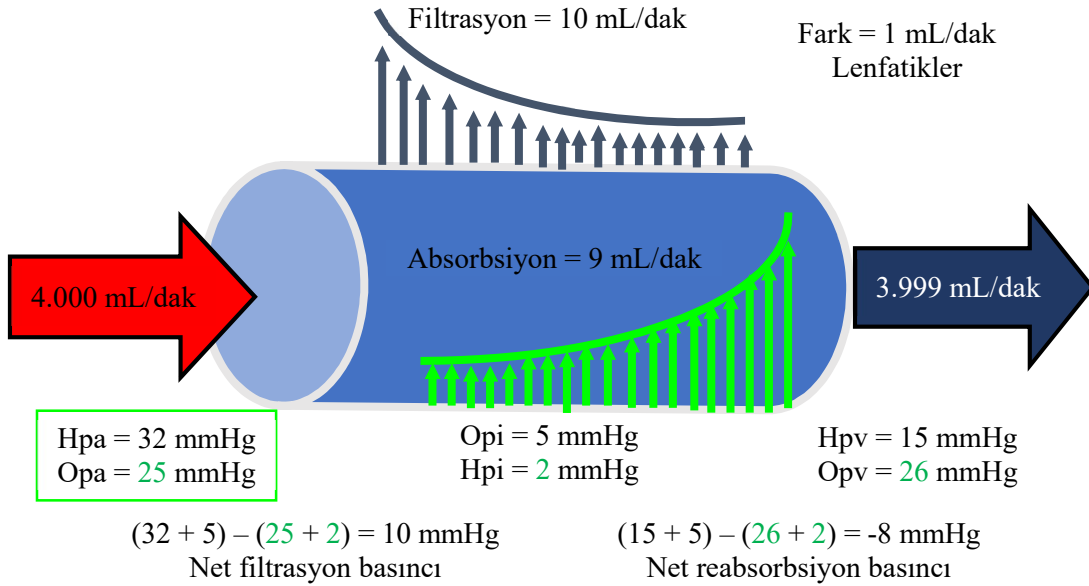 Filtrasyon = 10 mL/dak
Fark = 1 mL/dak
Lenfatikler
Absorbsiyon = 9 mL/dak
4.000 mL/dak
3.999 mL/dak
Hpa = 32 mmHg
Opa = 25 mmHg
Opi = 5 mmHg
Hpi = 2 mmHg
Hpv = 15 mmHg
Opv = 26 mmHg
(32 + 5) – (25 + 2) = 10 mmHg
Net filtrasyon basıncı
(15 + 5) – (26 + 2) = -8 mmHg
Net reabsorbsiyon basıncı